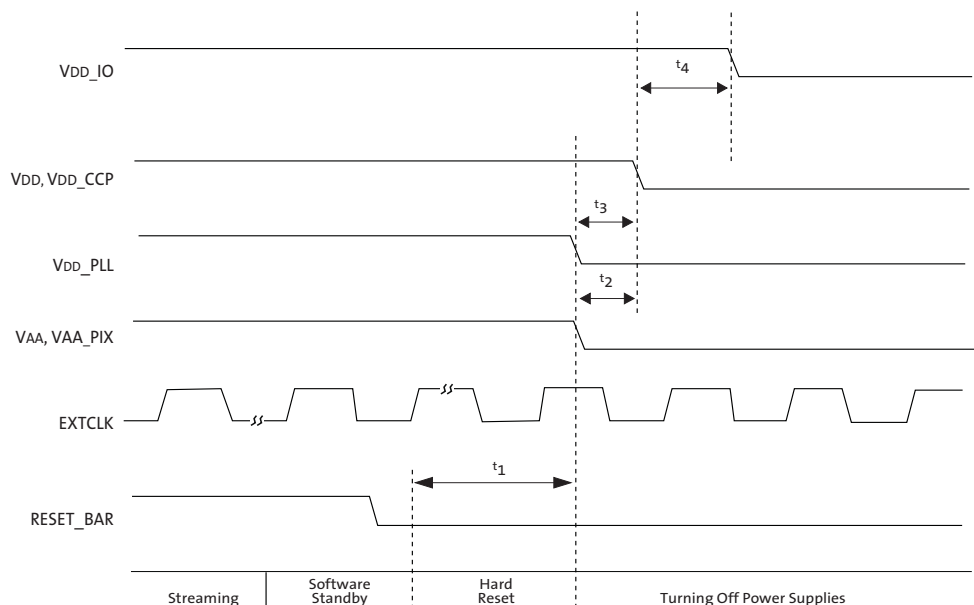 VDD_IO
t4
VDD, VDD_CCP
t3
VDD_PLL
t2
VAA, VAA_PIX
EXTCLK
t1
RESET_BAR
Streaming
Software
Standby
Hard
Reset
Turning Off Power Supplies